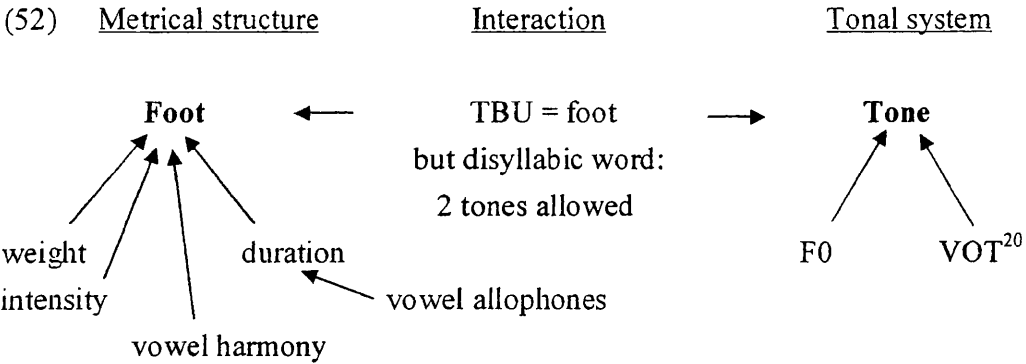 (52) Metrical structure Interaction Tonal system
Foot TBU = foot Tone
but disyllabic word:
2 tones allowed
weight duration F0 VOT20
intensity vowel allophones
vowel harmony